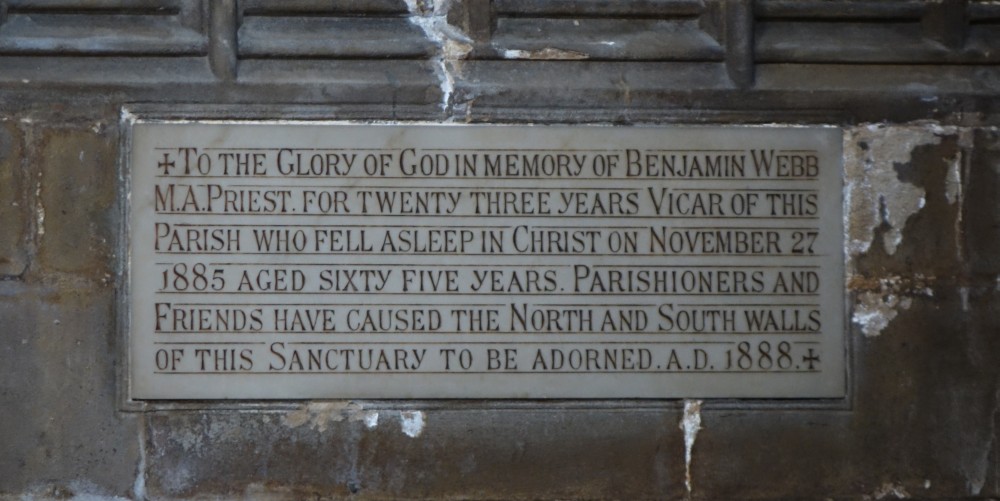 ✠TO THE GLORY OF GOD IN MEMORY OF BENJAMIN WEBB
M.A. PRIEST. FOR TWENTY THREE YEARS VICAR OF THIS
PARISH WHO FELL ASLEEP IN CHRIST ON NOVEMBER 27
1885 AGED SIXTY FIVE YEARS. PARISHIONERS AND
FRIENDS HAVE CAUSED THE NORTH AND SOUTH WALLS
OF THIS SANCTUARY TO BE ADORNED. A.D. 1888.✠